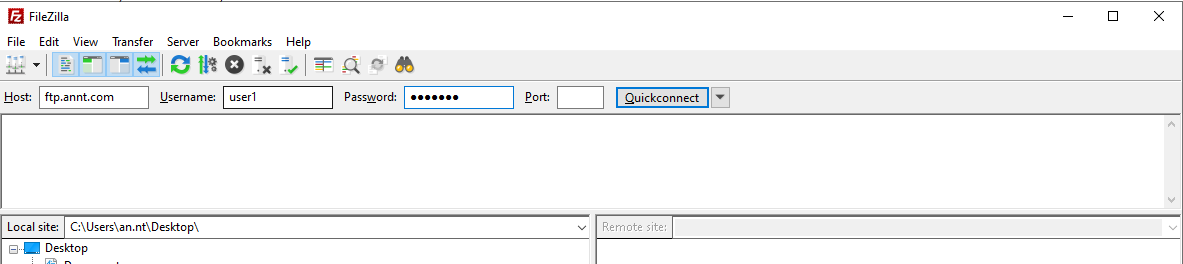 FileZilla
File Edit View Transfer Server Bookmarks Help
Host: ftp.annt.com Username: user1 Password: ●●●●●●● Port: Quickconnect
Local site: C:\Users\an.nt\Desktop\ Remote site:
Desktop